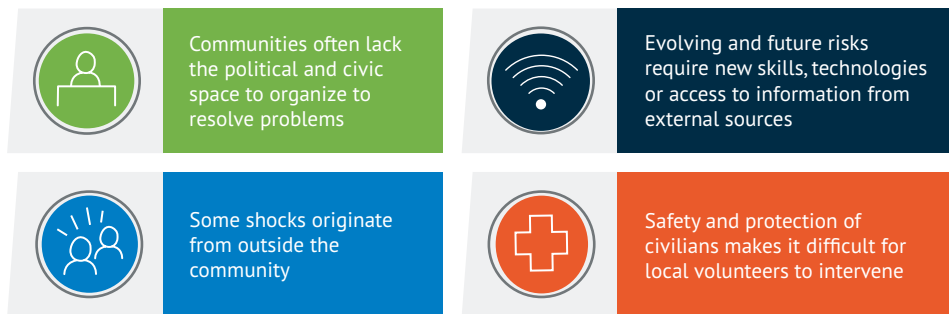 Communities often lack
the political and civic
space to organize to
resolve problems
Evolving and future risks
require new skills, technologies
or access to information from
external sources
Some shocks originate
from outside the
community
Safety and protection of
civilians makes it difficult for
local volunteers to intervene